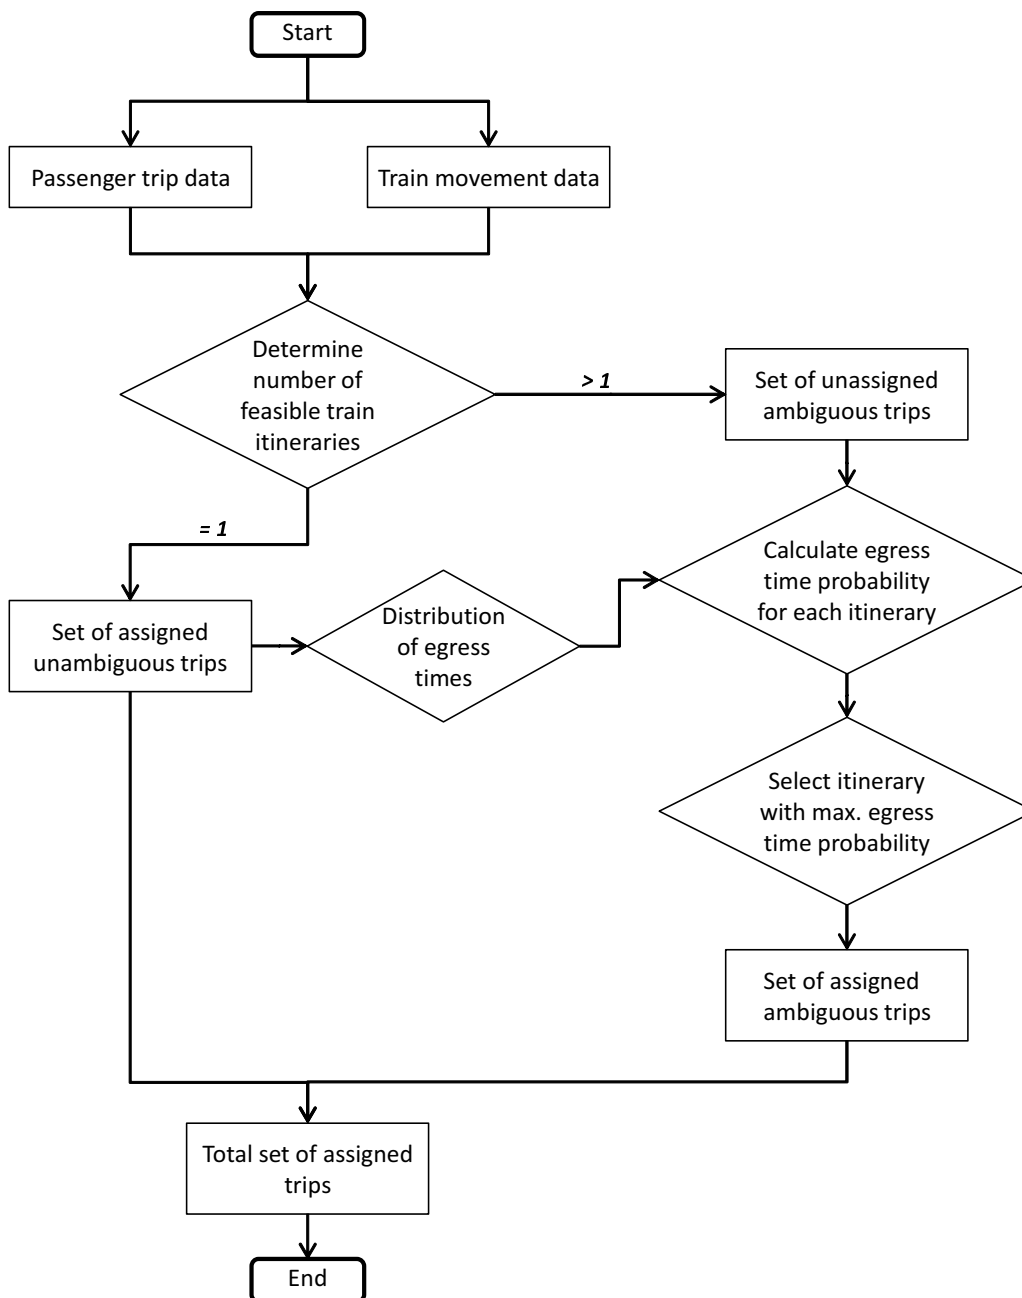 Start
Passenger trip data
Train movement data
Determine
number of
feasible train
itineraries
> 1
Set of unassigned
ambiguous trips
= 1
Calculate egress
time probability
for each itinerary
Set of assigned
unambiguous trips
Distribution
of egress
times
Select itinerary
with max. egress
time probability
Set of assigned
ambiguous trips
Total set of assigned
trips
End